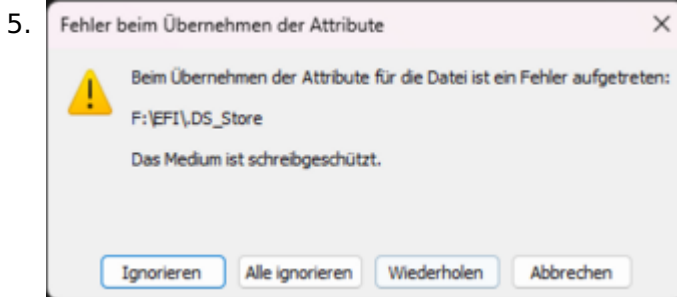 5.
Fehler beim Übernehmen der Attribute
Beim Übernehmen der Attribute für die Datei ist ein Fehler aufgetreten:
F:\EFI\.DS_Store
Das Medium ist schreibgeschützt.
Ignorieren Alle ignorieren Wiederholen Abbrechen